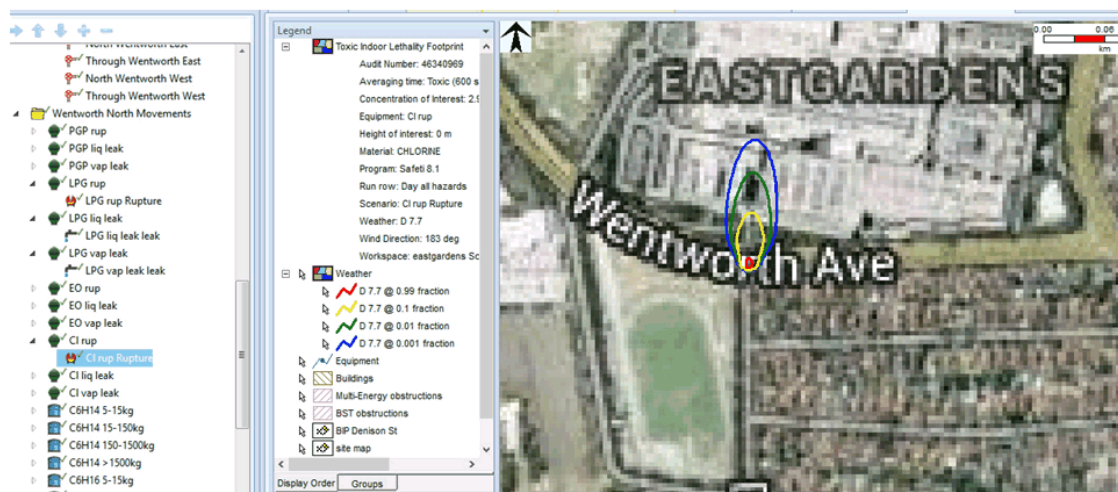 Through Wentworth East
North Wentworth West
Through Wentworth West
Wentworth North Movements
PGP rup
PGP liq leak
PGP vap leak
LPG rup
LPG rup Rupture
LPG liq leak
LPG liq leak leak
LPG vap leak
LPG vap leak leak
EO rup
EO liq leak
EO vap leak
Cl rup
Cl rup Rupture
Cl liq leak
Cl vap leak
C6H14 5-15kg
C6H14 15-150kg
C6H14 150-1500kg
C6H14 >1500kg
C6H16 5-15kg
Legend
Toxic Indoor Lethality Footprint
Audit Number: 46340969
Averaging time: Toxic (600 s
Concentration of Interest: 2.9
Equipment: Cl rup
Height of interest: 0 m
Material: CHLORINE
Program: Safeti 8.1
Run row: Day all hazards
Scenario: Cl rup Rupture
Weather: D 7.7
Wind Direction: 183 deg
Workspace: eastgardens Sc
Weather
D 7.7 @ 0.99 fraction
D 7.7 @ 0.1 fraction
D 7.7 @ 0.01 fraction
D 7.7 @ 0.001 fraction
Equipment
Buildings
Multi-Energy obstructions
BST obstructions
BIP Denison St
site map
Display Order
Groups
0.00 0.06
km
EASTGARDENS
Wentworth Ave